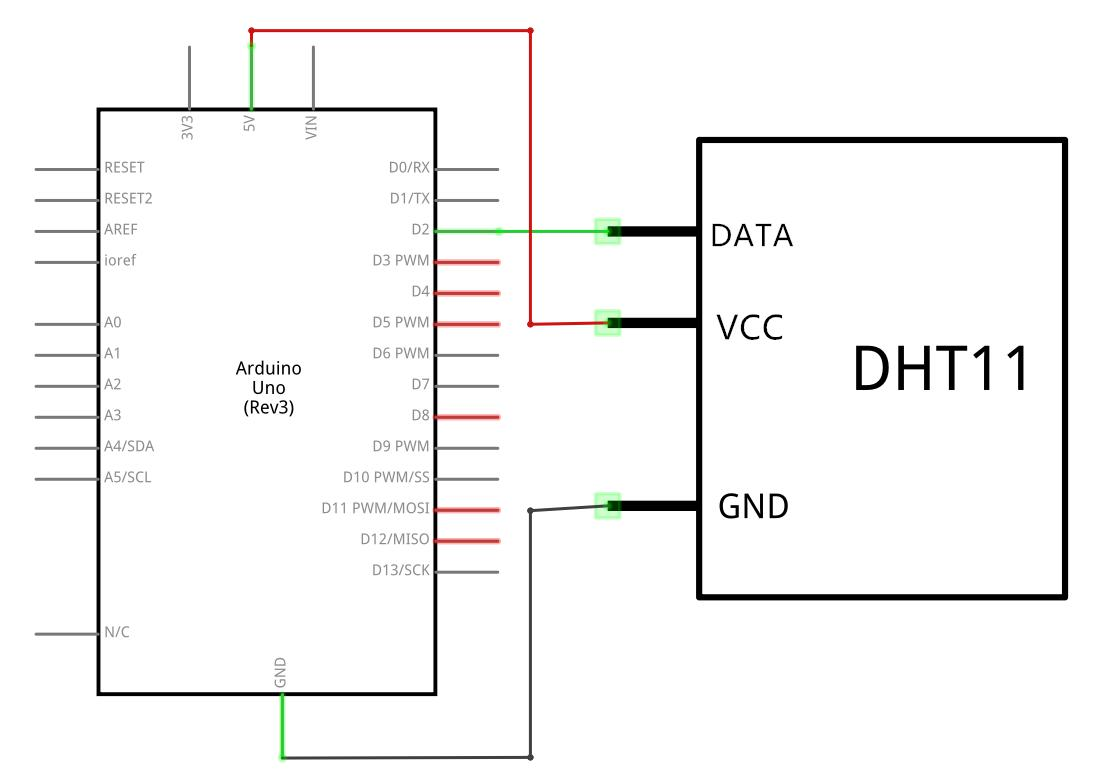 3V3
5V
VIN
RESET
RESET2
AREF
ioref
A0
A1
A2
A3
A4/SDA
A5/SCL
N/C
Arduino
Uno
(Rev3)
D0/RX
D1/TX
D2
D3 PWM
D4
D5 PWM
D6 PWM
D7
D8
D9 PWM
D10 PWM/SS
D11 PWM/MOSI
D12/MISO
D13/SCK
GND
DATA
VCC
GND
DHT11